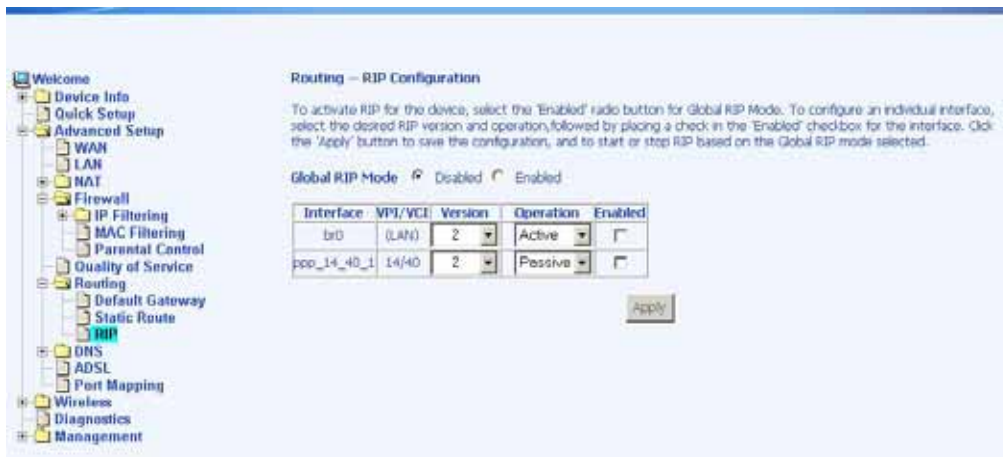 Welcome
Device Info
Quick Setup
Advanced Setup
WAN
LAN
NAT
Firewall
IP Filtering
MAC Filtering
Parental Control
Quality of Service
Routing
Default Gateway
Static Route
RIP
DNS
ADSL
Port Mapping
Wireless
Diagnostics
Management
Routing -- RIP Configuration
To activate RIP for the device, select the 'Enabled' radio button for Global RIP Mode. To configure an individual interface,
select the desired RIP version and operation, followed by placing a check in the 'Enabled' checkbox for the interface. Click
the 'Apply' button to save the configuration, and to start or stop RIP based on the Global RIP mode selected.
Global RIP Mode Disabled Enabled
Interface VPI/VCI Version Operation Enabled
br0 (LAN) 2 Active
ppp_14_40_1 14/40 2 Passive
Apply